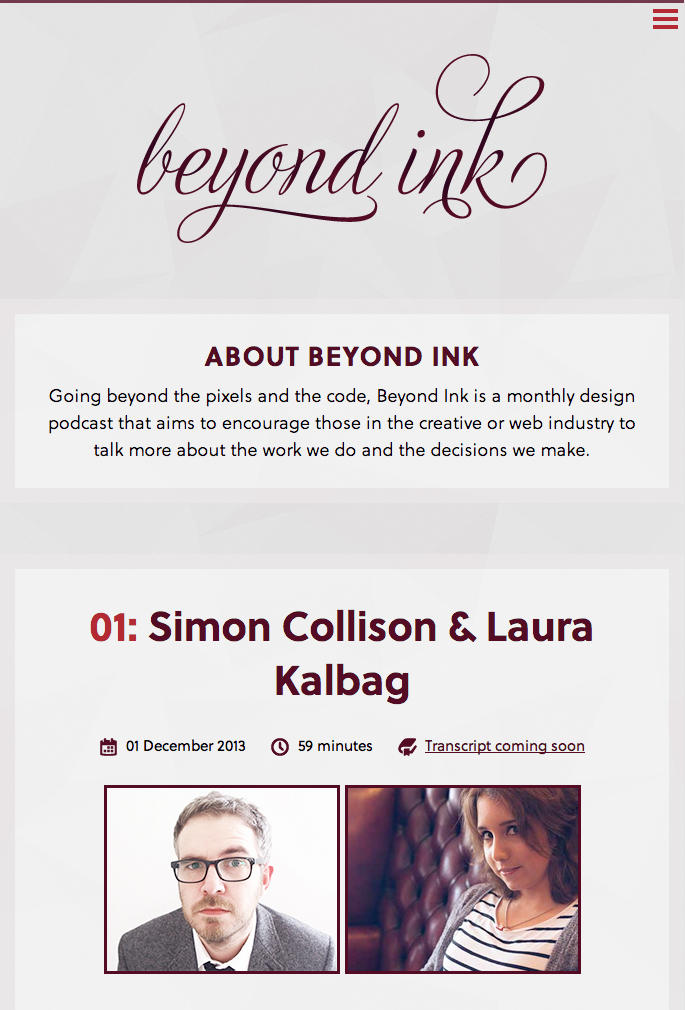 beyond ink
ABOUT BEYOND INK
Going beyond the pixels and the code, Beyond Ink is a monthly design
podcast that aims to encourage those in the creative or web industry to
talk more about the work we do and the decisions we make.
01: Simon Collison & Laura
Kalbag
01 December 2013 59 minutes Transcript coming soon